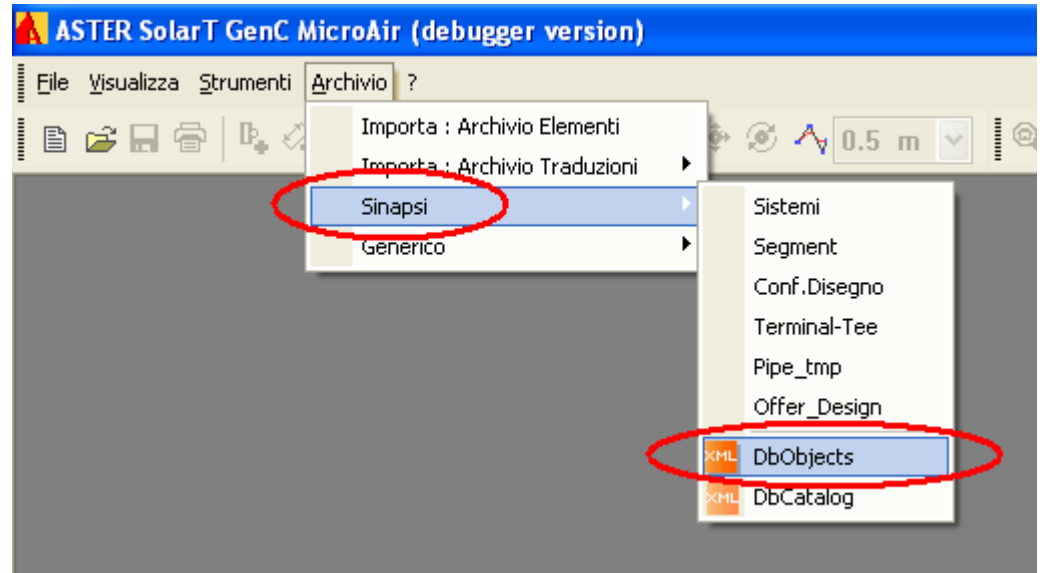 ASTER SolarT GenC MicroAir (debugger version)
File Visualizza Strumenti Archivio ?
0.5 m
Importa : Archivio Elementi
Importa : Archivio Traduzioni
Sinapsi
Generico
Sistemi
Segment
Conf.Disegno
Terminal-Tee
Pipe_tmp
Offer_Design
XML DbObjects
XML DbCatalog